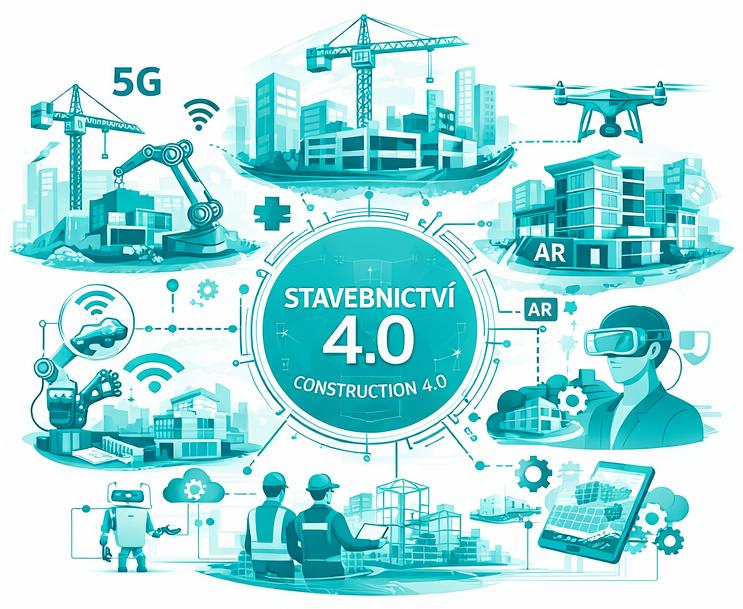 5G
AR
AR
STAVEBNICTVÍ
4.0
CONSTRUCTION 4.0